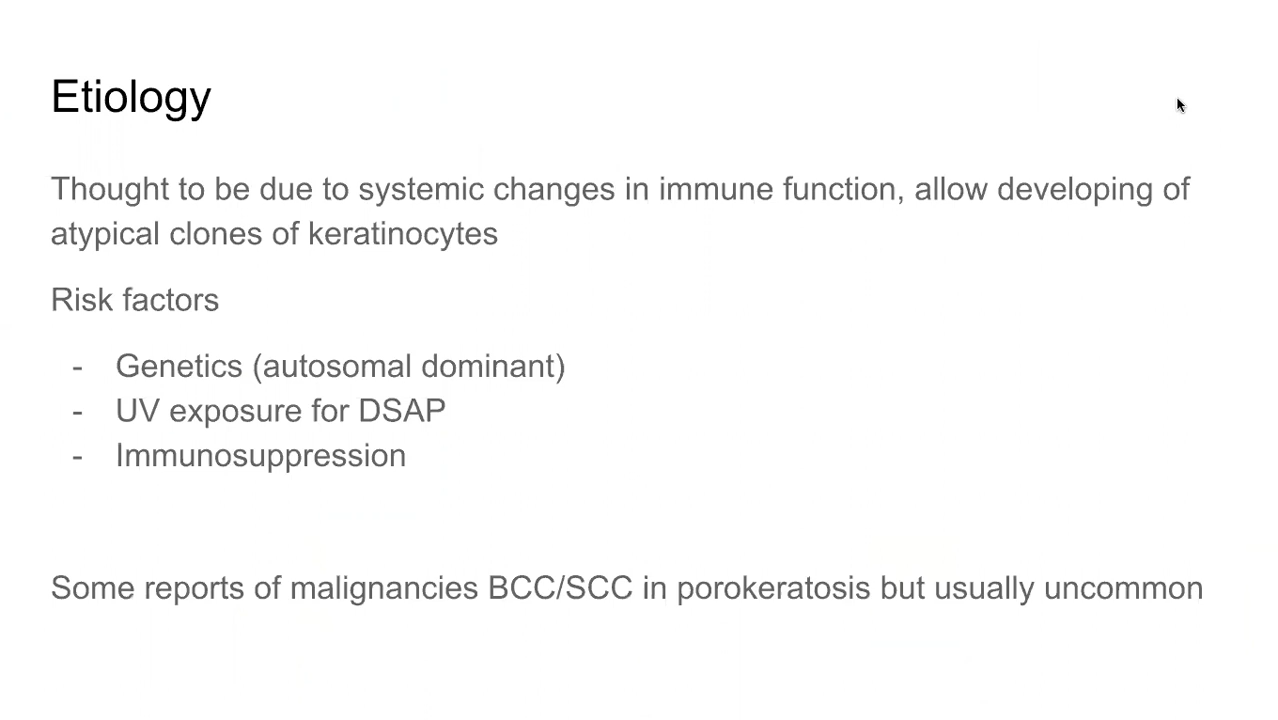 Etiology
Thought to be due to systemic changes in immune function, allow developing of
atypical clones of keratinocytes
Risk factors
- Genetics (autosomal dominant)
- UV exposure for DSAP
- Immunosuppression
Some reports of malignancies BCC/SCC in porokeratosis but usually uncommon